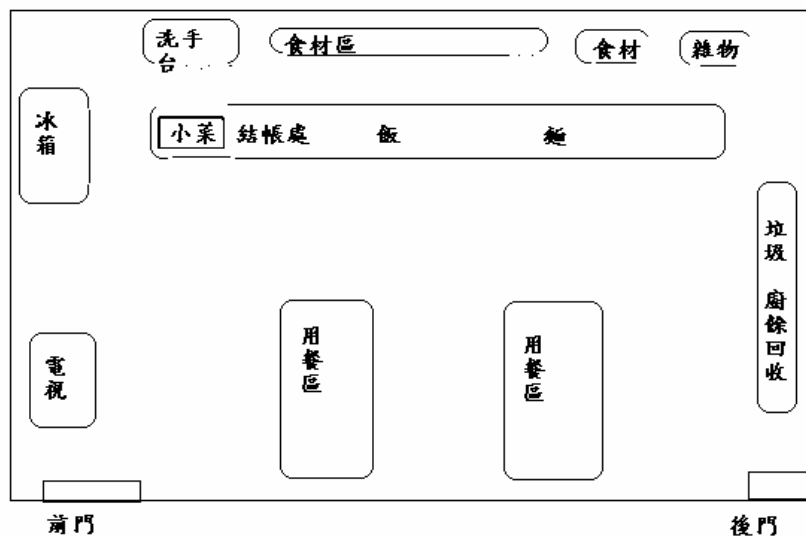 洗手
台
食材區
食材
雜物
冰
箱
小菜
結帳處
飯
麵
垃
圾
廚
餘
回
收
用
餐
區
用
餐
區
電
視
前門
後門